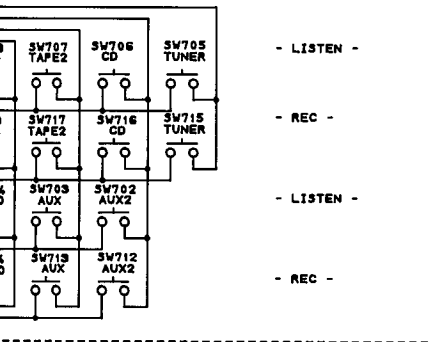 SW707 SW706 SW705 - LISTEN -
TAPE2 CD TUNER
SW717 SW716 SW715 - REC -
TAPE2 CD TUNER
SW703 SW702 - LISTEN -
AUX AUX2
SW713 SW712
AUX AUX2
- REC -